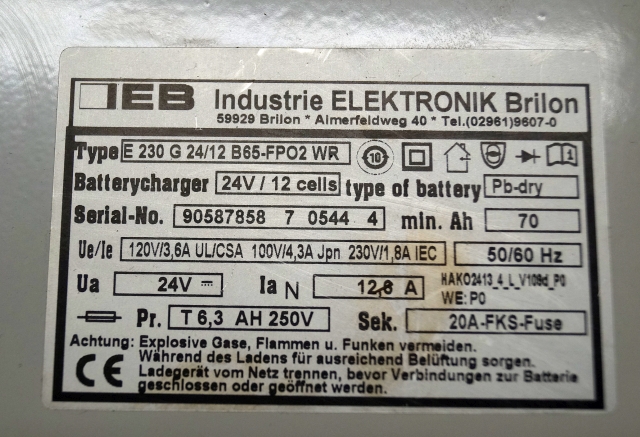 IEB Industrie ELEKTRONIK Brilon
59929 Brilon * Almerfeldweg 40 * Tel.(02961)9607-0
Type E 230 G 24/12 B65-FPO2 WR
Batterycharger 24V / 12 cells type of battery Pb-dry
Serial-No. 90587858 7 0544 4 min. Ah 70
Ue/Ie 120V/3,6A UL/CSA 100V/4,3A Jpn 230V/1,8A IEC 50/60 Hz
Ua 24V Ia N 12,8 A HAKO2413_4_L_V109d_P0
WE: P0
Pr. T 6,3 AH 250V Sek. 20A-FKS-Fuse
Achtung: Explosive Gase, Flammen u. Funken vermeiden.
Während des Ladens für ausreichend Belüftung sorgen.
Ladegerät vom Netz trennen, bevor Verbindungen zur Batterie
geschlossen oder geöffnet werden.
CE